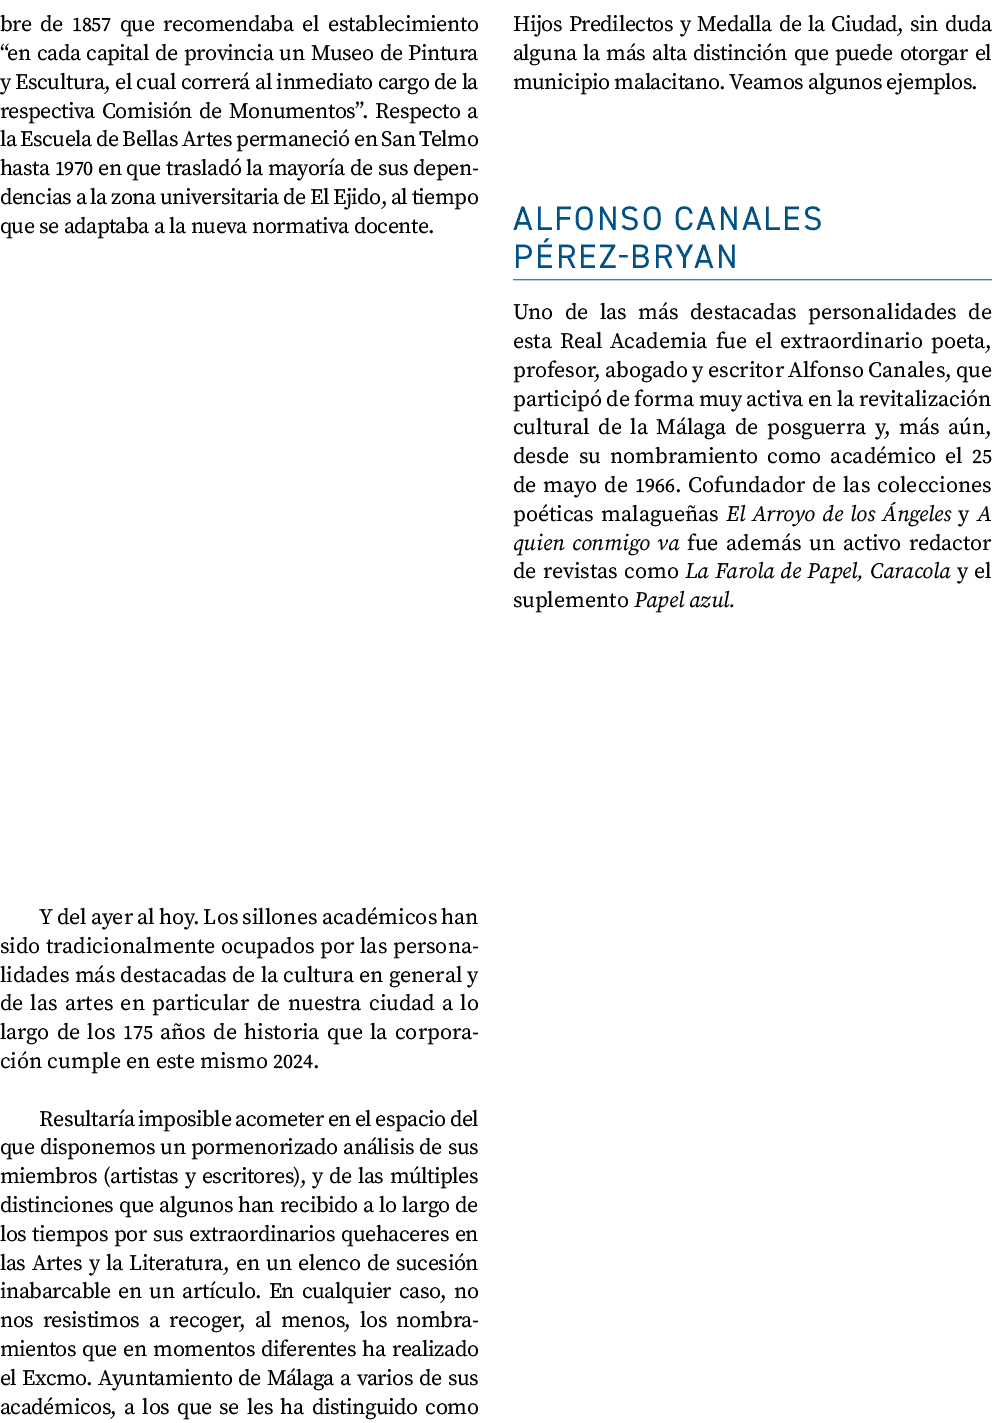 bre de 1857 que recomendaba el establecimiento
“en cada capital de provincia un Museo de Pintura
y Escultura, el cual correrá al inmediato cargo de la
respectiva Comisión de Monumentos”. Respecto a
la Escuela de Bellas Artes permaneció en San Telmo
hasta 1970 en que trasladó la mayoría de sus depen-
dencias a la zona universitaria de El Ejido, al tiempo
que se adaptaba a la nueva normativa docente.
Y del ayer al hoy. Los sillones académicos han
sido tradicionalmente ocupados por las persona-
lidades más destacadas de la cultura en general y
de las artes en particular de nuestra ciudad a lo
largo de los 175 años de historia que la corpora-
ción cumple en este mismo 2024.
Resultaría imposible acometer en el espacio del
que disponemos un pormenorizado análisis de sus
miembros (artistas y escritores), y de las múltiples
distinciones que algunos han recibido a lo largo de
los tiempos por sus extraordinarios quehaceres en
las Artes y la Literatura, en un elenco de sucesión
inabarcable en un artículo. En cualquier caso, no
nos resistimos a recoger, al menos, los nombra-
mientos que en momentos diferentes ha realizado
el Excmo. Ayuntamiento de Málaga a varios de sus
académicos, a los que se les ha distinguido como
Hijos Predilectos y Medalla de la Ciudad, sin duda
alguna la más alta distinción que puede otorgar el
municipio malacitano. Veamos algunos ejemplos.
ALFONSO CANALES
PÉREZ-BRYAN
Uno de las más destacadas personalidades de
esta Real Academia fue el extraordinario poeta,
profesor, abogado y escritor Alfonso Canales, que
participó de forma muy activa en la revitalización
cultural de la Málaga de posguerra y, más aún,
desde su nombramiento como académico el 25
de mayo de 1966. Cofundador de las colecciones
poéticas malagueñas El Arroyo de los Ángeles y A
quien conmigo va fue además un activo redactor
de revistas como La Farola de Papel, Caracola y el
suplemento Papel azul.